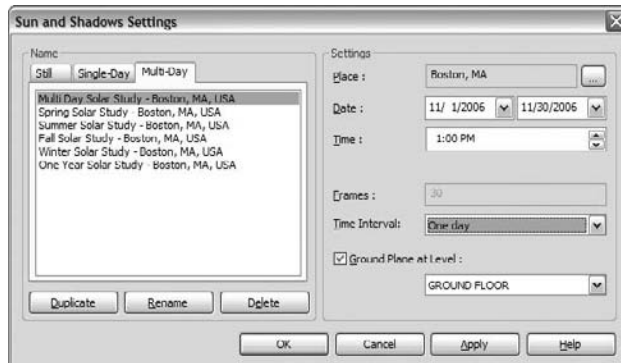 Sun and Shadows Settings
Name
Still
Single-Day
Multi-Day
Multi Day Solar Study - Boston, MA, USA
Spring Solar Study - Boston, MA, USA
Summer Solar Study - Boston, MA, USA
Fall Solar Study - Boston, MA, USA
Winter Solar Study - Boston, MA, USA
One Year Solar Study - Boston, MA, USA
Duplicate
Rename
Delete
Settings
Place :
Boston, MA
...
Date :
11/ 1/2006
11/30/2006
Time :
1:00 PM
Frames :
30
Time Interval:
One day
Ground Plane at Level :
GROUND FLOOR
OK
Cancel
Apply
Help